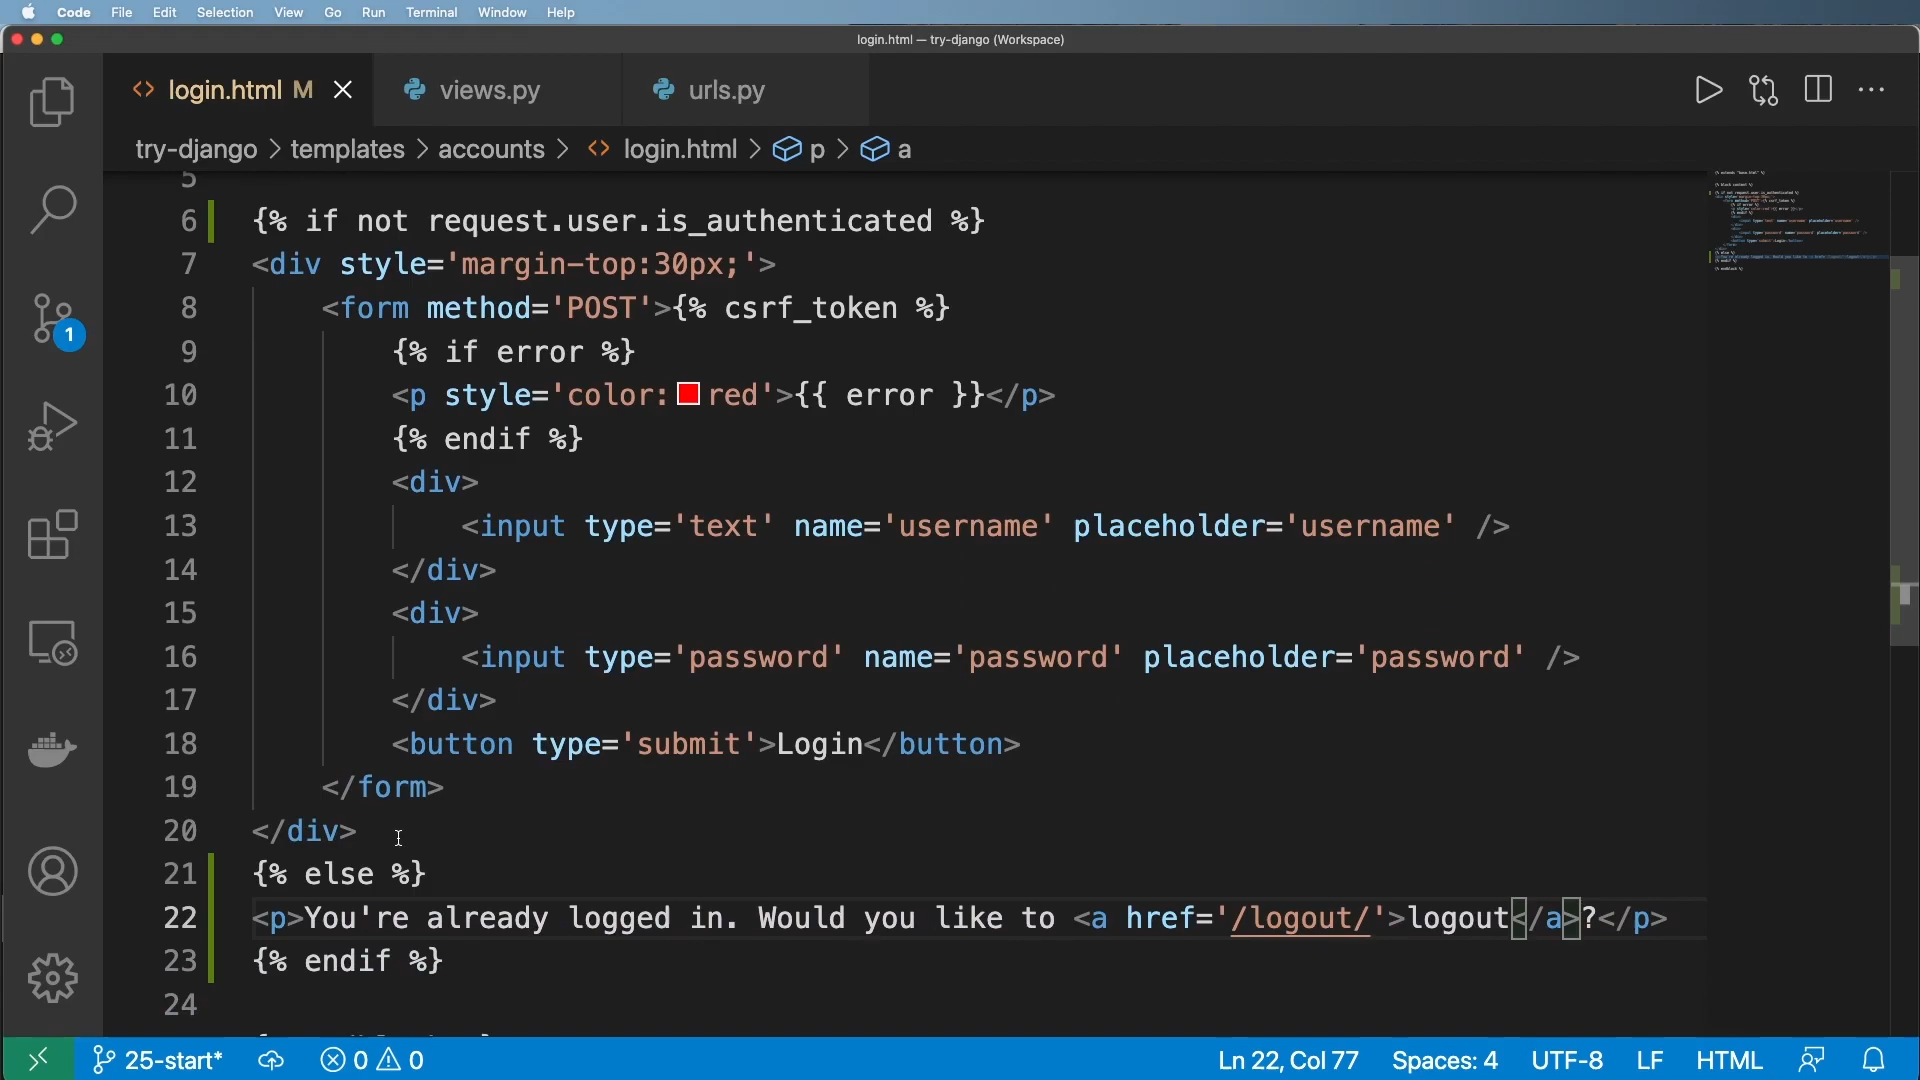 Code File Edit Selection View Go Run Terminal Window Help
login.html — try-django (Workspace)
<> login.html M views.py urls.py
try-django > templates > accounts > <> login.html > p > a
5
6 {% if not request.user.is_authenticated %}
7 <div style='margin-top:30px;'>
8 <form method='POST'>{% csrf_token %}
9 {% if error %}
10 <p style='color:red'>{{ error }}</p>
11 {% endif %}
12 <div>
13 <input type='text' name='username' placeholder='username' />
14 </div>
15 <div>
16 <input type='password' name='password' placeholder='password' />
17 </div>
18 <button type='submit'>Login</button>
19 </form>
20 </div>
21 {% else %}
22 <p>You're already logged in. Would you like to <a href='/logout/'>logout</a>?</p>
23 {% endif %}
24
1
25-start* 0 0 Ln 22, Col 77 Spaces: 4 UTF-8 LF HTML